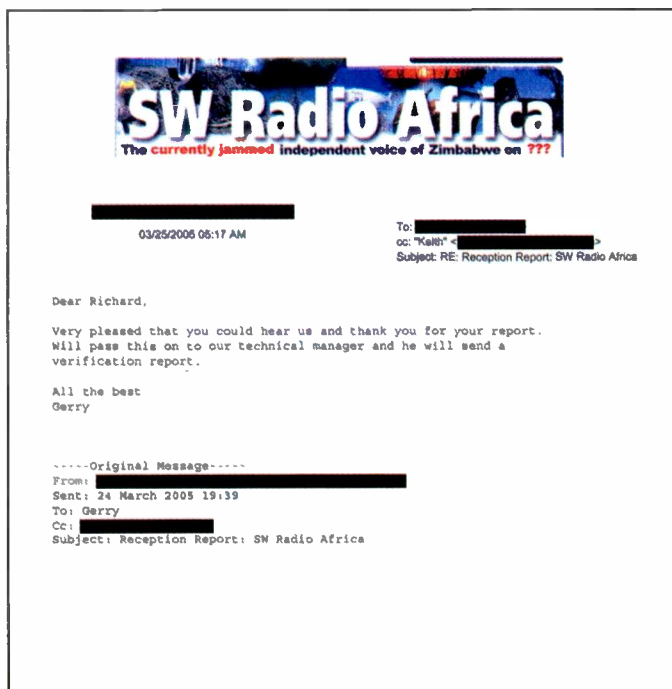 SW Radio Africa
The currently jammed independent voice of Zimbabwe on ???
03/25/2005 05:17 AM
To:
cc: "Keith" < >
Subject: RE: Reception Report: SW Radio Africa
Dear Richard,
Very pleased that you could hear us and thank you for your report.
Will pass this on to our technical manager and he will send a
verification report.
All the best
Gerry
-----Original Message-----
From:
Sent: 24 March 2005 19:39
To: Gerry
Cc:
Subject: Reception Report: SW Radio Africa